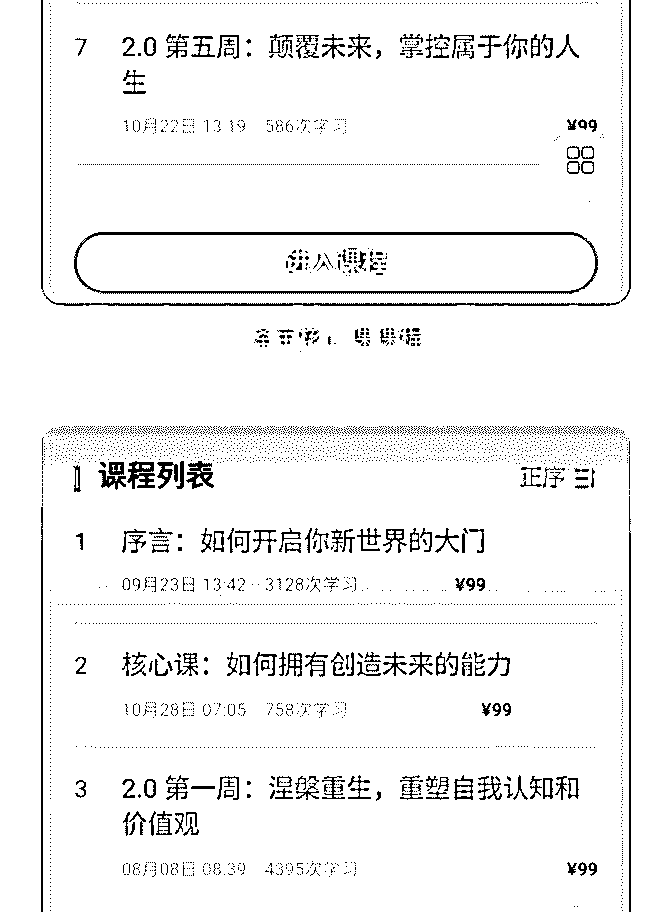 7 2.0 第五周：颠覆未来，掌控属于你的人
生
10月22日 13:19 586次学习 ¥99
进入课程
课程列表 正序
1 序言：如何开启你新世界的大门
09月23日 13:42 3128次学习 ¥99
2 核心课：如何拥有创造未来的能力
10月28日 07:05 758次学习 ¥99
3 2.0 第一周：涅槃重生，重塑自我认知和
价值观
08月08日 08:39 4395次学习 ¥99